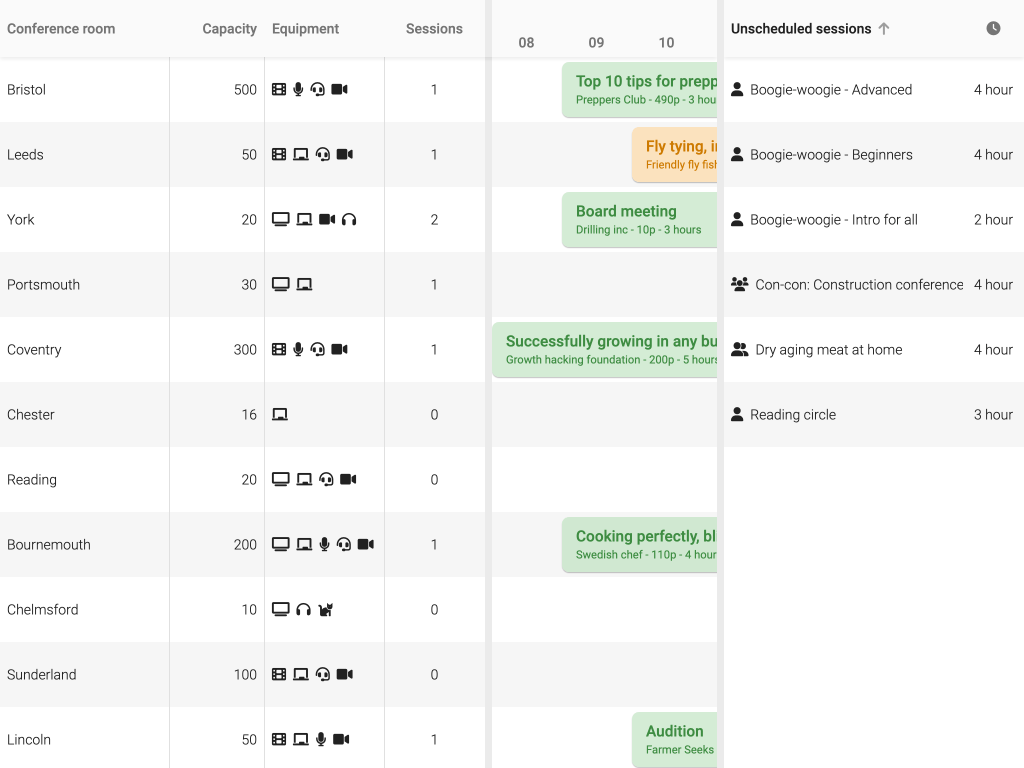 Conference room Capacity Equipment Sessions
08 09 10
Unscheduled sessions
Bristol 500 1
Top 10 tips for prepp
Preppers Club - 490p - 3 hou
Boogie-woogie - Advanced 4 hour
Leeds 50 1
Fly tying, i
Friendly fly fish
Boogie-woogie - Beginners 4 hour
York 20 2
Board meeting
Drilling inc - 10p - 3 hours
Boogie-woogie - Intro for all 2 hour
Portsmouth 30 1
Con-con: Construction conference 4 hour
Coventry 300 1
Successfully growing in any bu
Growth hacking foundation - 200p - 5 hours
Dry aging meat at home 4 hour
Chester 16 0
Reading circle 3 hour
Reading 20 0
Bournemouth 200 1
Cooking perfectly, bl
Swedish chef - 110p - 4 hour
Chelmsford 10 0
Sunderland 100 0
Lincoln 50 1
Audition
Farmer Seeks